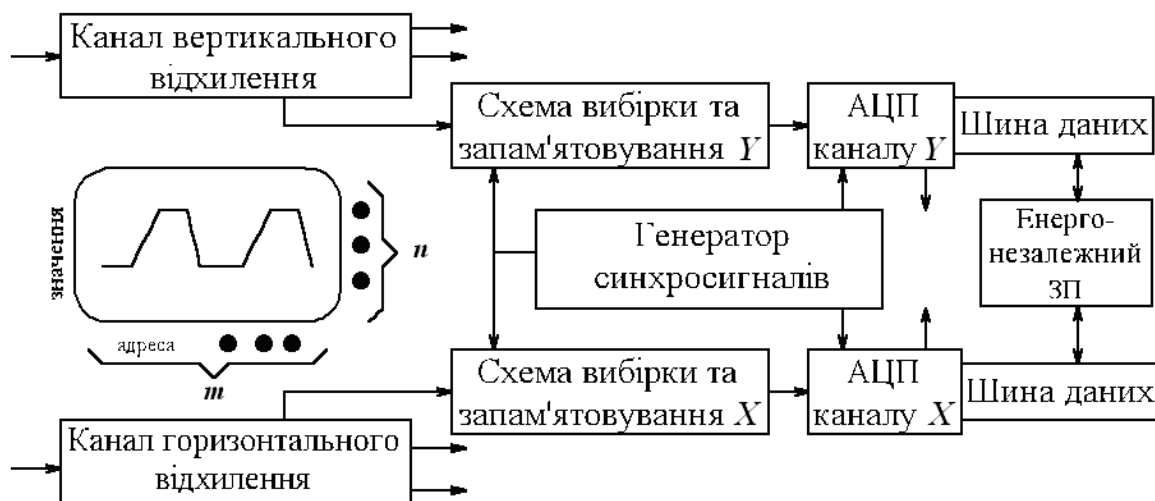 Канал вертикального
відхилення
Схема вибірки та
запам'ятовування Y
АЦП
каналу Y
Шина даних
значення
n
Генератор
синхросигналів
Енерго-
незалежний
ЗП
адреса
m
Схема вибірки та
запам'ятовування X
АЦП
каналу X
Шина даних
Канал горизонтального
відхилення